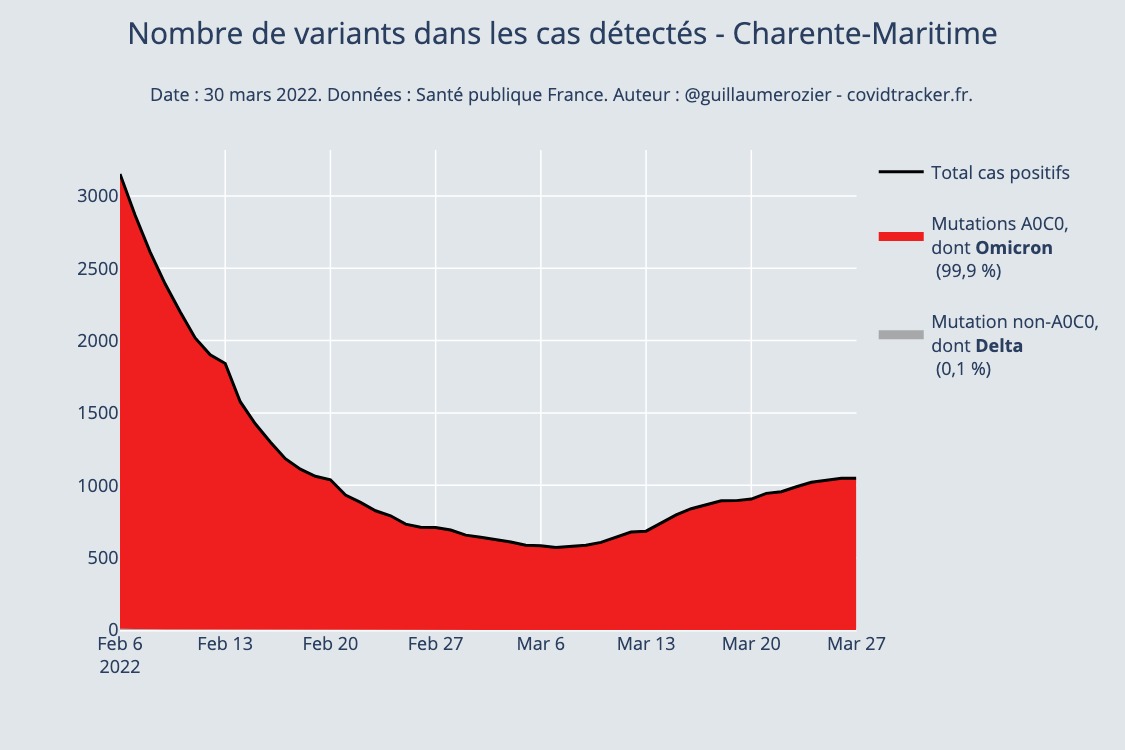 Nombre de variants dans les cas détectés - Charente-Maritime
Date : 30 mars 2022. Données : Santé publique France. Auteur : @guillaumerozier - covidtracker.fr.
Total cas positifs
Mutations A0C0,
dont Omicron
(99,9 %)
Mutation non-A0C0,
dont Delta
(0,1 %)
3000
2500
2000
1500
1000
500
0
Feb 6 Feb 13 Feb 20 Feb 27 Mar 6 Mar 13 Mar 20 Mar 27
2022